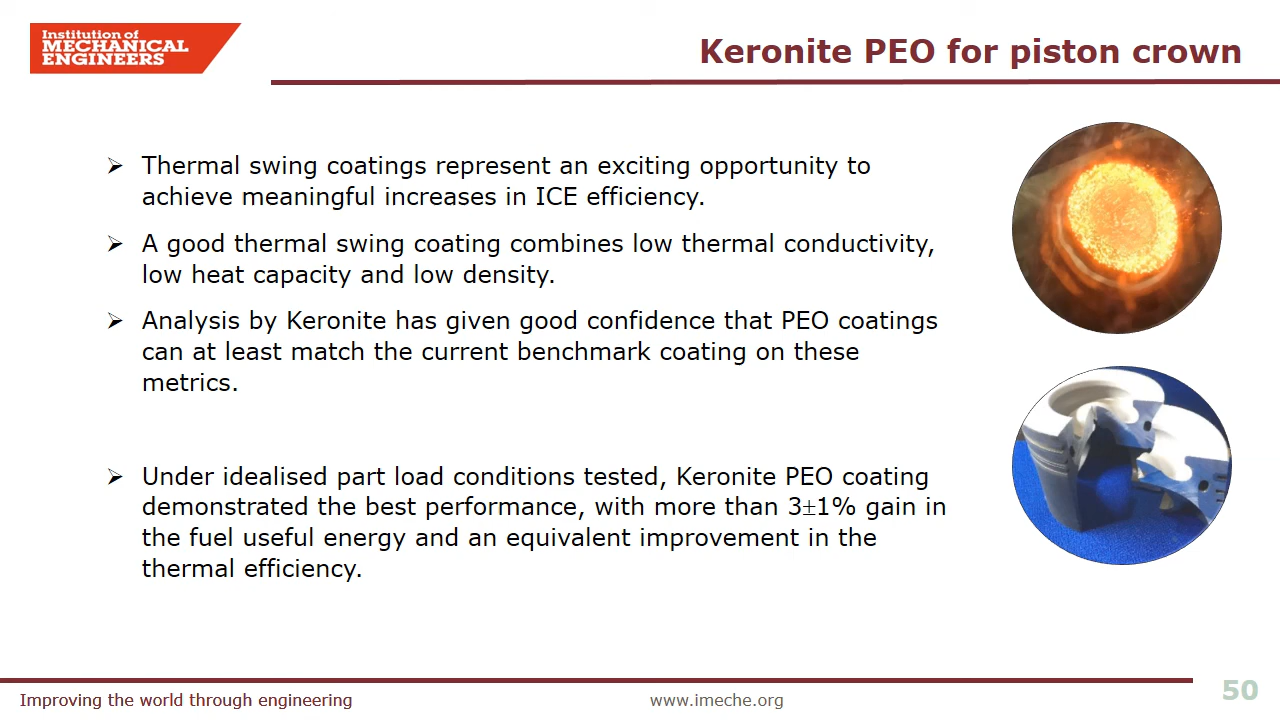 Institution of
MECHANICAL
ENGINEERS
Keronite PEO for piston crown
➢ Thermal swing coatings represent an exciting opportunity to
achieve meaningful increases in ICE efficiency.
➢ A good thermal swing coating combines low thermal conductivity,
low heat capacity and low density.
➢ Analysis by Keronite has given good confidence that PEO coatings
can at least match the current benchmark coating on these
metrics.
➢ Under idealised part load conditions tested, Keronite PEO coating
demonstrated the best performance, with more than 3±1% gain in
the fuel useful energy and an equivalent improvement in the
thermal efficiency.
Improving the world through engineering
www.imeche.org
50